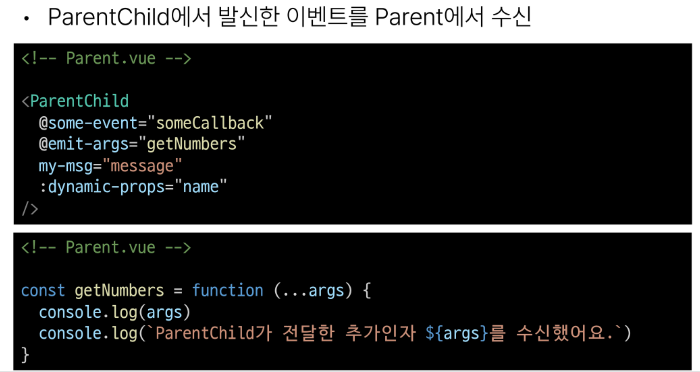 • ParentChild에서 발신한 이벤트를 Parent에서 수신
<!-- Parent.vue -->
<ParentChild
@some-event="someCallback"
@emit-args="getNumbers"
my-msg="message"
:dynamic-props="name"
/>
<!-- Parent.vue -->
const getNumbers = function (...args) {
console.log(args)
console.log(`ParentChild가 전달한 추가인자 ${args}를 수신했어요.`)
}